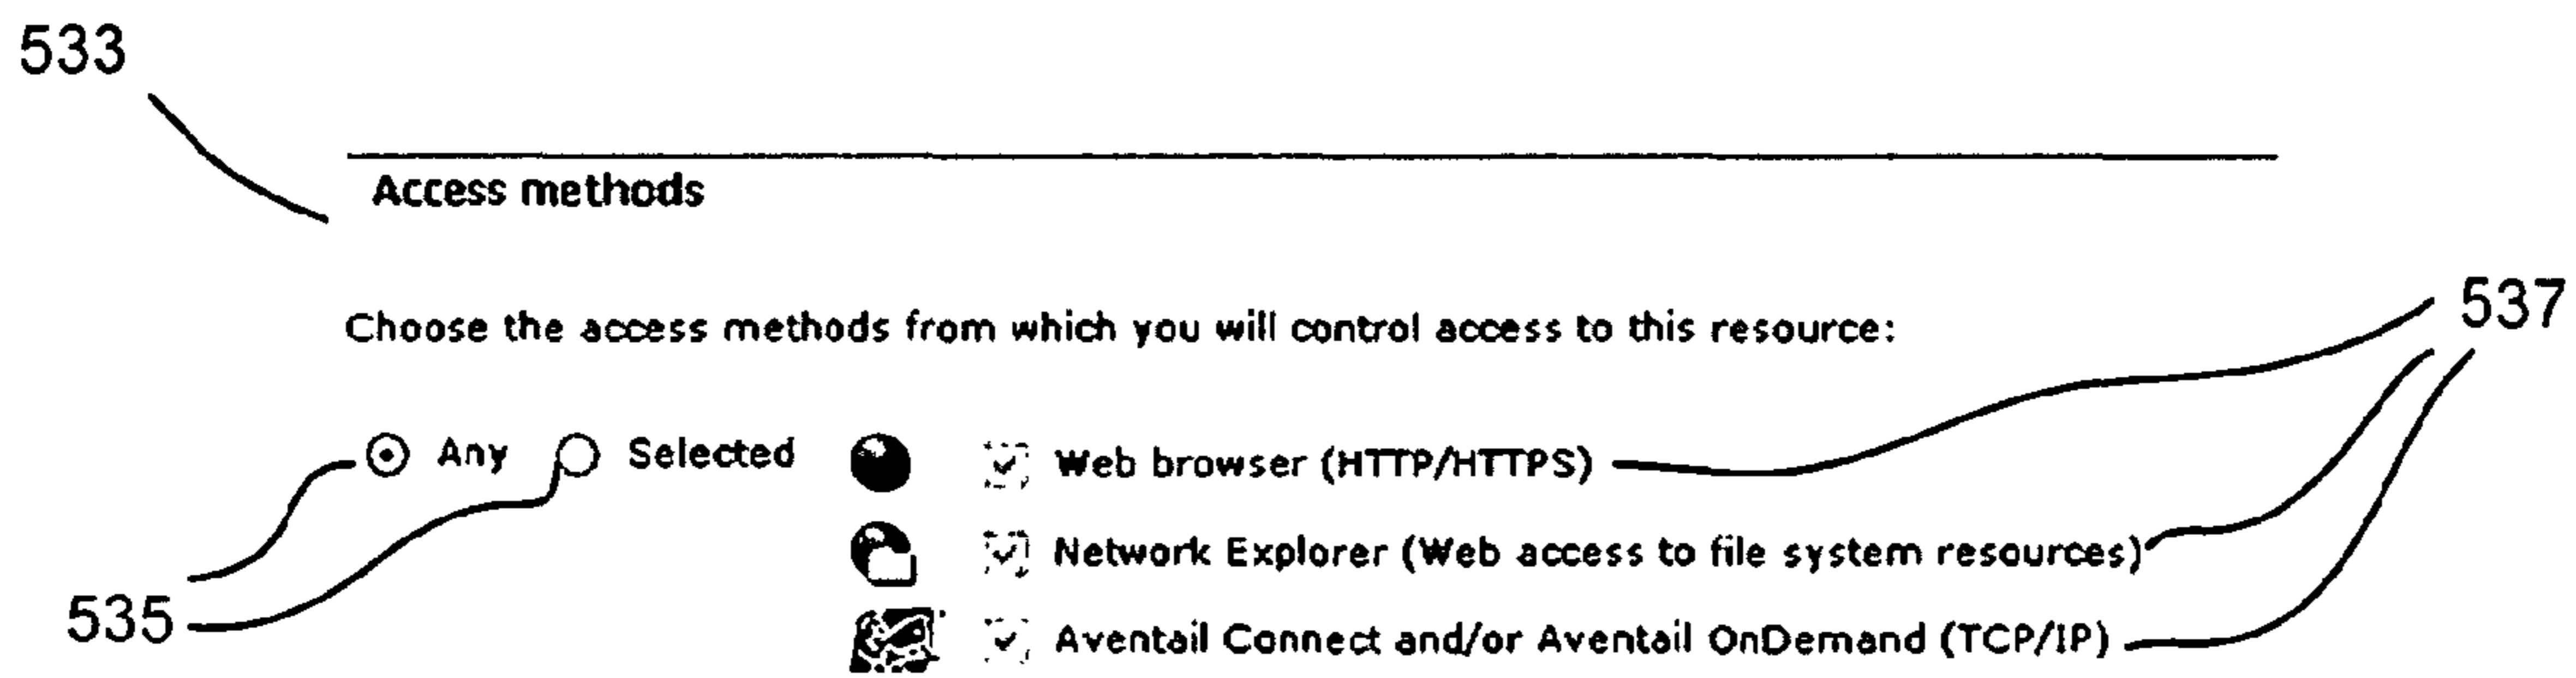 533
Access methods
537
Choose the access methods from which you will control access to this resource:
Any Selected Web browser (HTTP/HTTPS)
Network Explorer (Web access to file system resources)
535
Aventail Connect and/or Aventail OnDemand (TCP/IP)